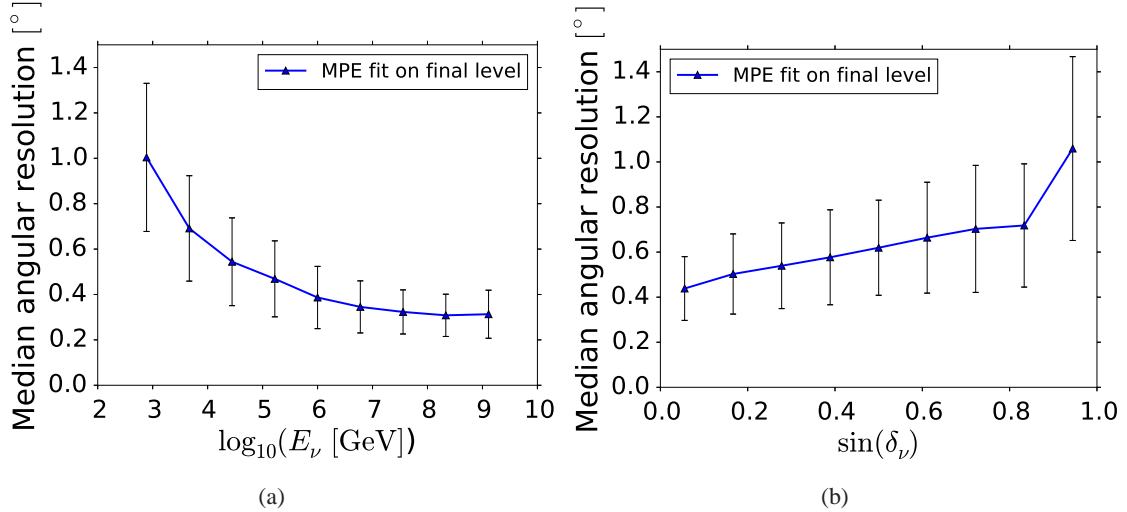 Median angular resolution [°]
1.4
1.2
1.0
0.8
0.6
0.4
0.2
0.0
MPE fit on final level
2 3 4 5 6 7 8 9 10
log₁₀(E_ν [GeV])
(a)
Median angular resolution [°]
1.4
1.2
1.0
0.8
0.6
0.4
0.2
0.0
MPE fit on final level
0.0 0.2 0.4 0.6 0.8 1.0
sin(δ_ν)
(b)